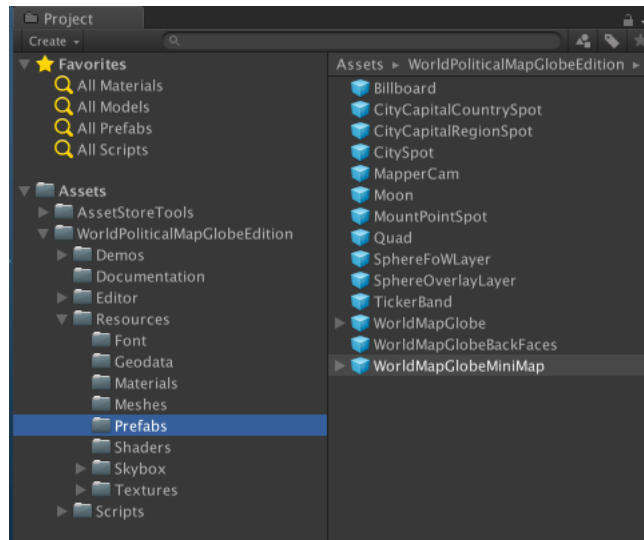 Project
Create
Favorites
All Materials
All Models
All Prefabs
All Scripts
Assets
AssetStoreTools
WorldPoliticalMapGlobeEdition
Demos
Documentation
Editor
Resources
Font
Geodata
Materials
Meshes
Prefabs
Shaders
Skybox
Textures
Scripts
Assets ▸ WorldPoliticalMapGlobeEdition ▸
Billboard
CityCapitalCountrySpot
CityCapitalRegionSpot
CitySpot
MapperCam
Moon
MountPointSpot
Quad
SphereFoWLayer
SphereOverlayLayer
TickerBand
WorldMapGlobe
WorldMapGlobeBackFaces
WorldMapGlobeMiniMap